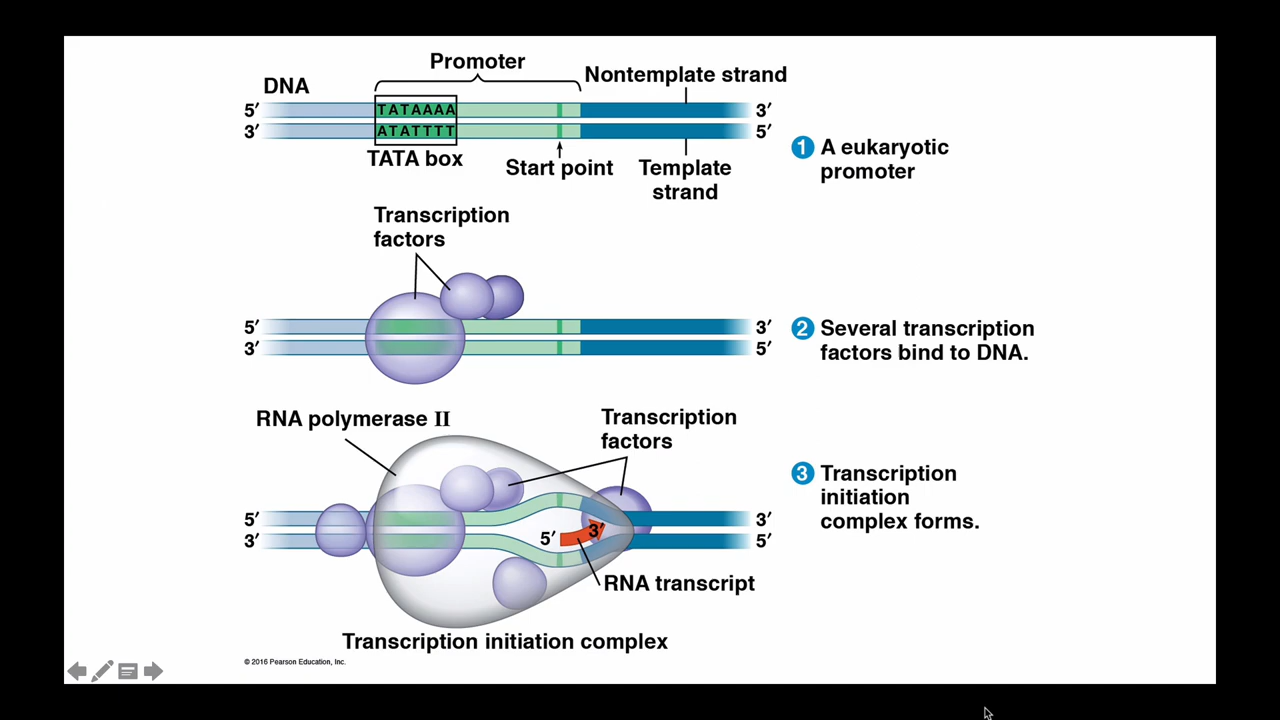 Promoter
DNA
Nontemplate strand
5′
TATAAAA
3′
3′
ATATTTT
5′
TATA box
Start point
Template
strand
1 A eukaryotic
promoter
Transcription
factors
5′
3′
3′
5′
2 Several transcription
factors bind to DNA.
RNA polymerase II
Transcription
factors
5′
3′
3′
5′
5′
3′
RNA transcript
3 Transcription
initiation
complex forms.
Transcription initiation complex
© 2016 Pearson Education, Inc.